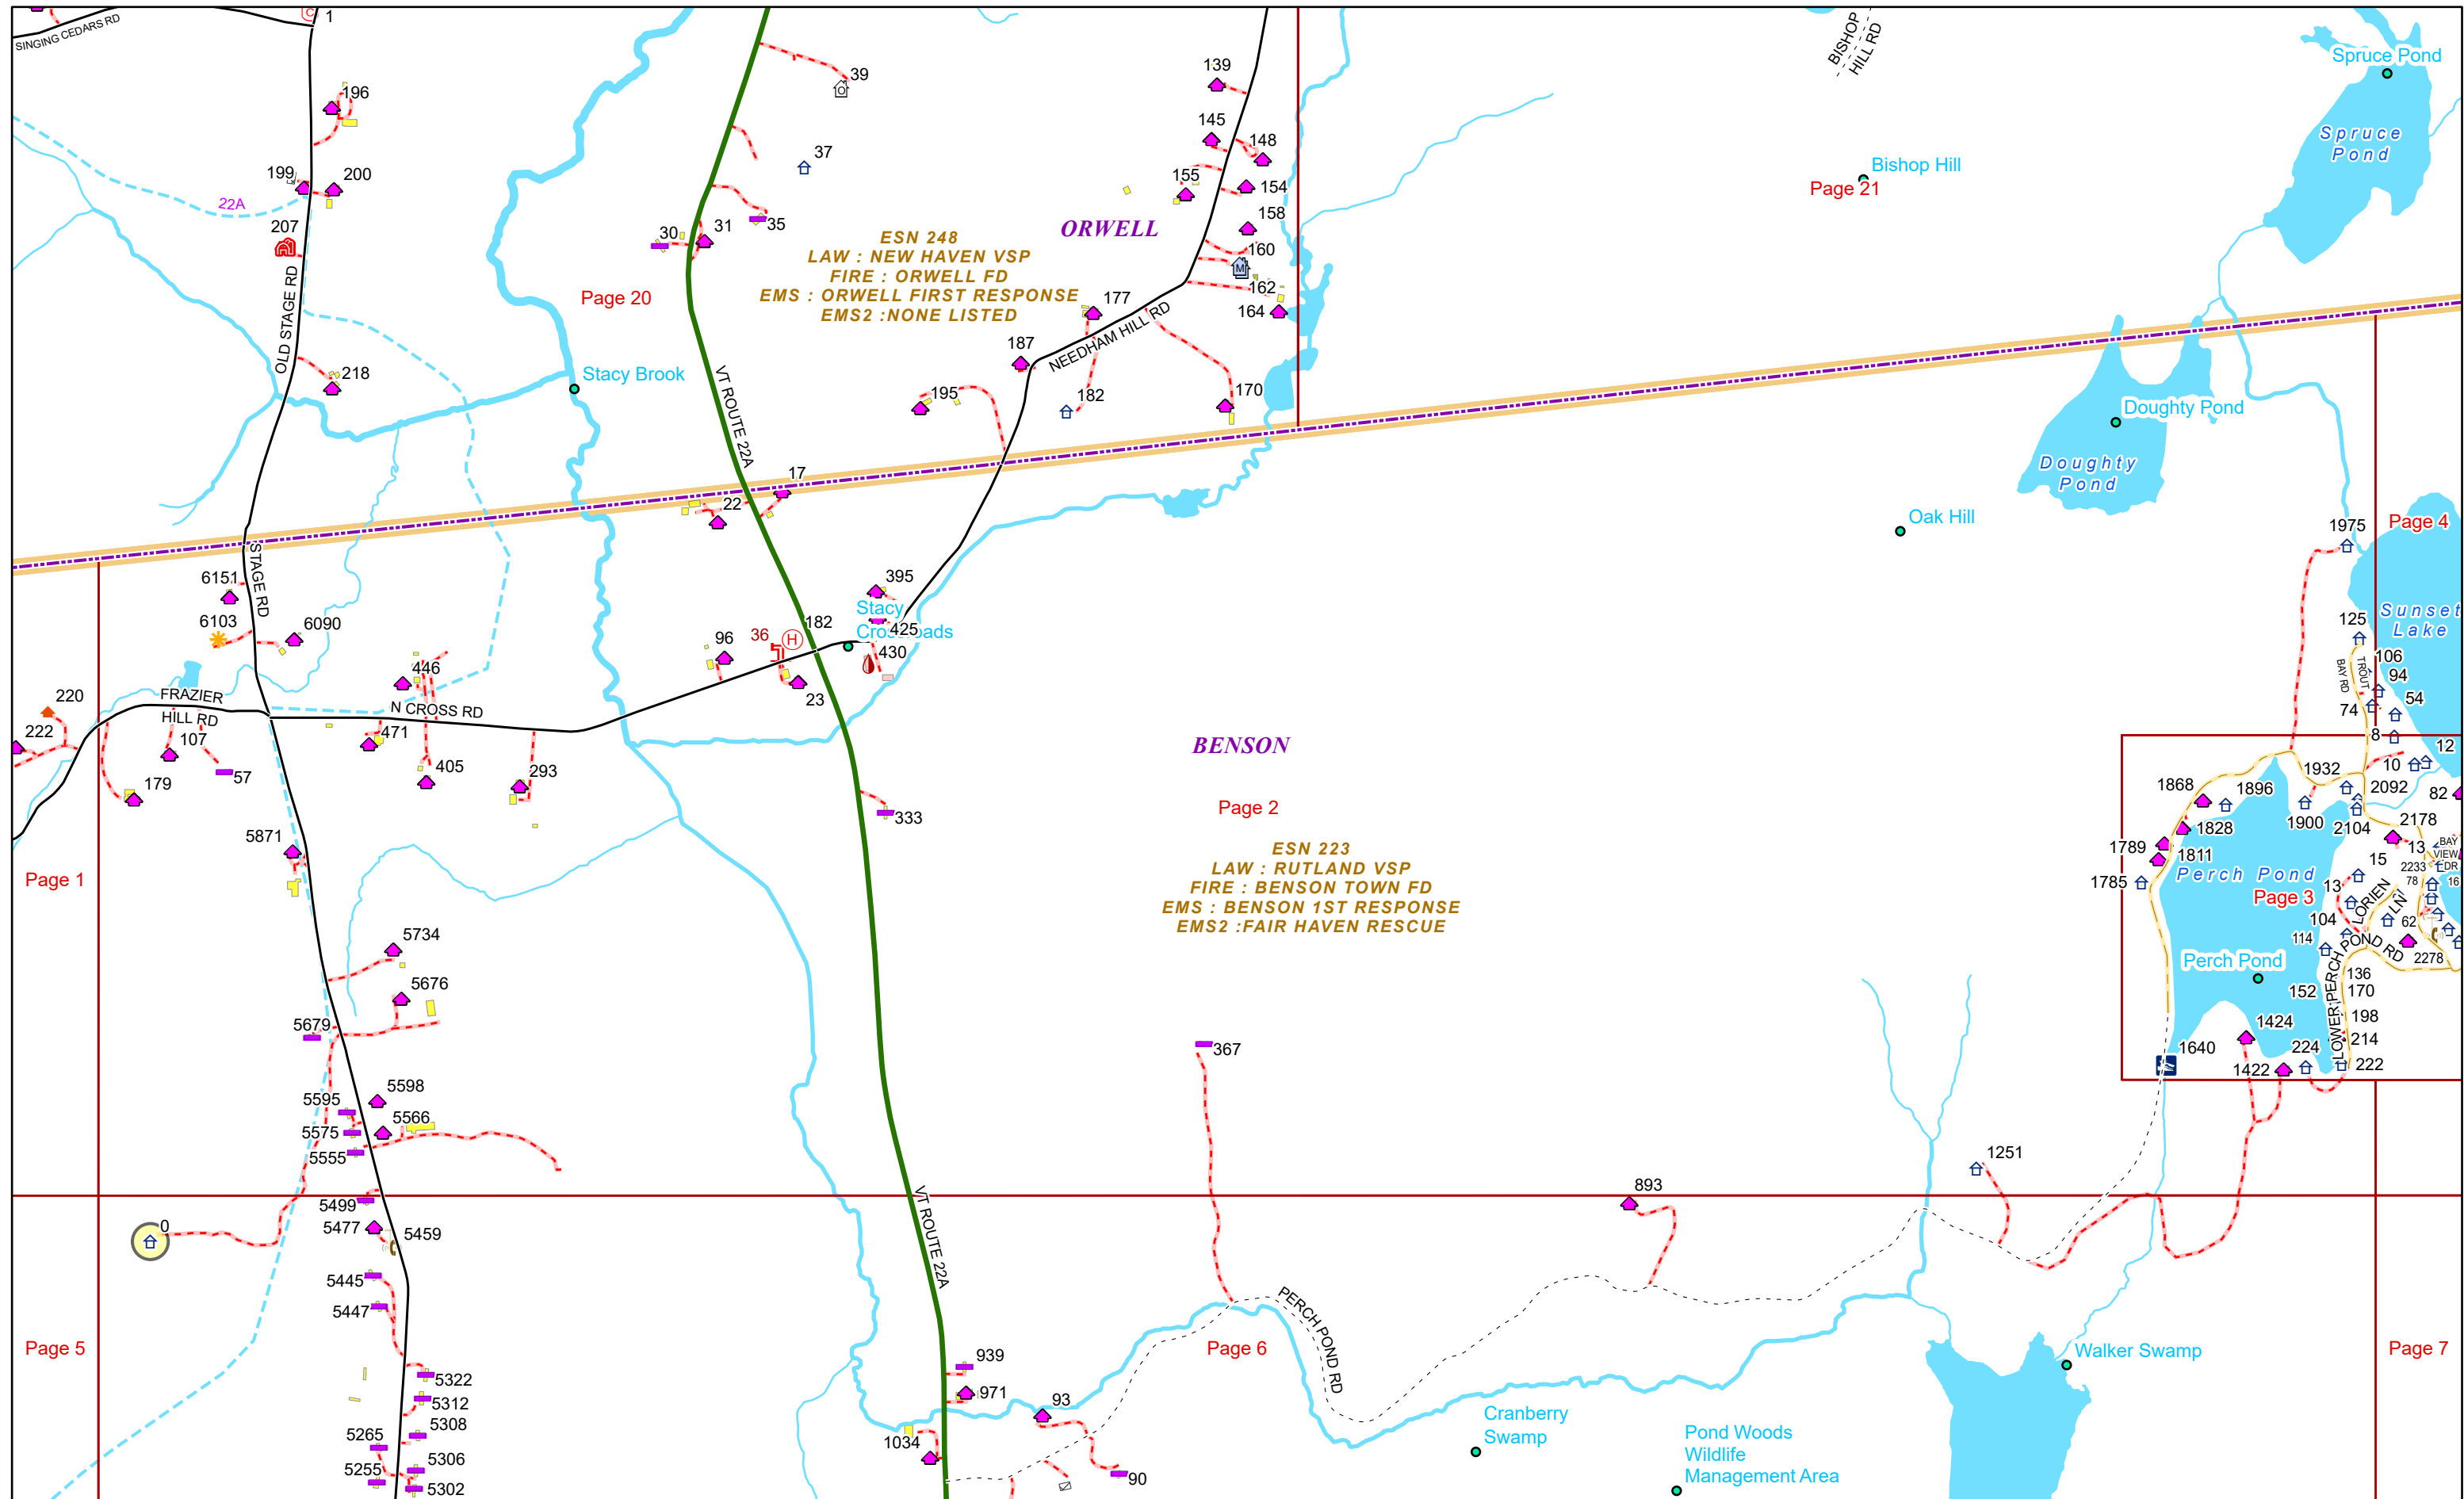 SINGING CEDARS RD
C
1
39
O
BISHOP
HILL RD
Spruce Pond
139
196
145
148
37
Spruce
Pond
Bishop Hill
Page 21
199
200
22A
155
154
207
158
30
31
35
ORWELL
ESN 248
LAW : NEW HAVEN VSP
FIRE : ORWELL FD
EMS : ORWELL FIRST RESPONSE
EMS2 :NONE LISTED
160
M
162
164
Page 20
OLD STAGE RD
177
NEEDHAM HILL RD
187
218
Stacy Brook
VT ROUTE 22A
195
182
170
Doughty Pond
Doughty
Pond
17
22
Oak Hill
Page 4
1975
STAGE RD
6151
395
Stacy
Crossroads
425
6103
6090
96
36
H
182
430
Sunset
Lake
125
TROUT
BAY RD
106
94
54
74
446
23
220
222
FRAZIER
HILL RD
N CROSS RD
107
57
471
405
293
179
BENSON
8
12
10
1932
2092
82
1868
1896
1900
2104
2178
Page 2
333
1828
1789
1811
1785
Perch Pond
Page 3
15
13
13
2233
78
BAY
VIEW
DR
16
LORIEN
LN
104
62
114
PERCH POND RD
2278
5871
Page 1
ESN 223
LAW : RUTLAND VSP
FIRE : BENSON TOWN FD
EMS : BENSON 1ST RESPONSE
EMS2 :FAIR HAVEN RESCUE
5734
5676
5679
Perch Pond
136
152
170
LOWER
198
214
1424
224
222
1422
1640
367
5598
5595
5566
5575
5555
1251
893
5499
5477
5459
0
VT ROUTE 22A
5445
5447
PERCH POND RD
Page 5
Page 6
Walker Swamp
Page 7
939
971
93
5322
5312
5308
5265
5306
5255
5302
1034
90
Cranberry
Swamp
Pond Woods
Wildlife
Management Area